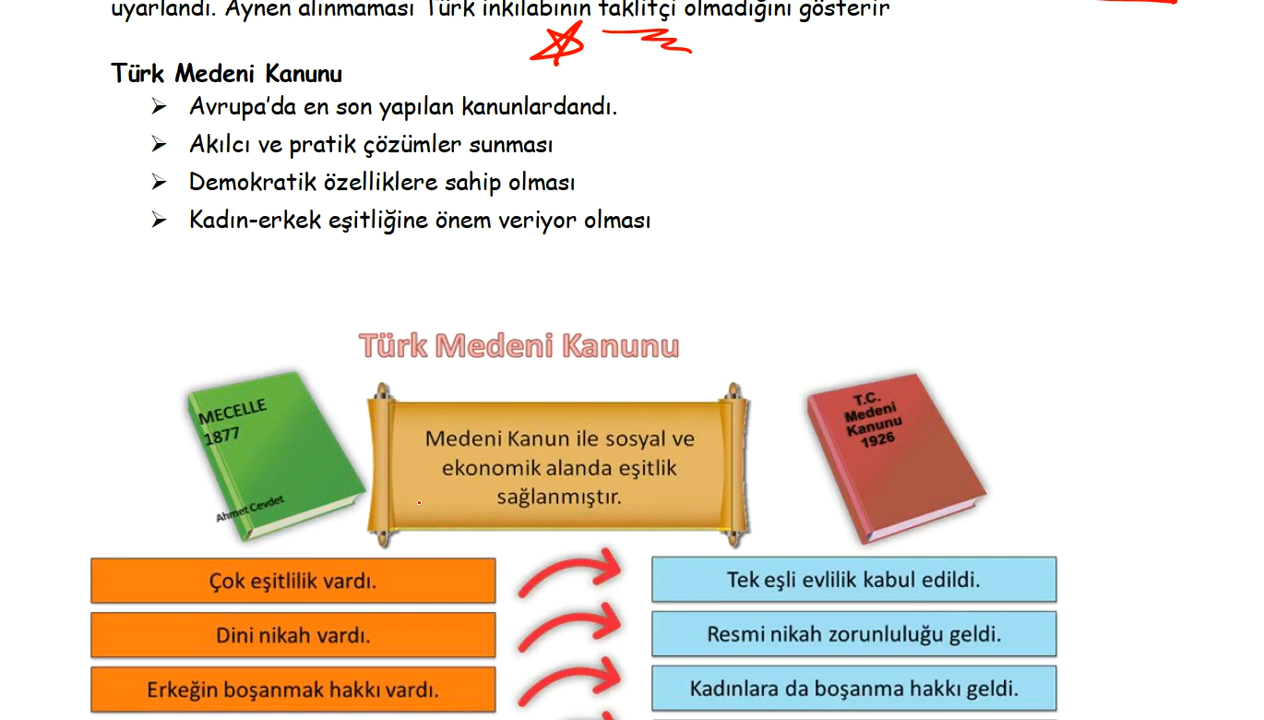 uyarlandı. Aynen alınmaması Türk inkılabının taklitçi olmadığını gösterir
Türk Medeni Kanunu
➢ Avrupa’da en son yapılan kanunlardandı.
➢ Akılcı ve pratik çözümler sunması
➢ Demokratik özelliklere sahip olması
➢ Kadın-erkek eşitliğine önem veriyor olması
Türk Medeni Kanunu
MECELLE
1877
Ahmet Cevdet
Medeni Kanun ile sosyal ve
ekonomik alanda eşitlik
sağlanmıştır.
T.C.
Medeni
Kanunu
1926
Çok eşitlilik vardı.
Tek eşli evlilik kabul edildi.
Dini nikah vardı.
Resmi nikah zorunluluğu geldi.
Erkeğin boşanmak hakkı vardı.
Kadınlara da boşanma hakkı geldi.